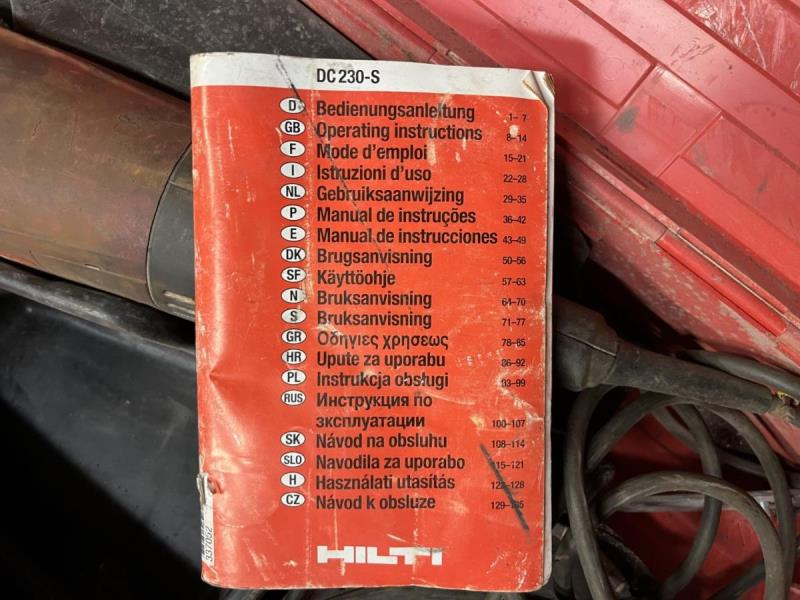 DC 230-S
D Bedienungsanleitung 1–7
GB Operating instructions 8–14
F Mode d'emploi 15–21
I Istruzioni d'uso 22–28
NL Gebruiksaanwijzing 29–35
P Manual de instruções 36–42
E Manual de instrucciones 43–49
DK Brugsanvisning 50–56
SF Käyttöohje 57–63
N Bruksanvisning 64–70
S Bruksanvisning 71–77
GR Οδηγιες χρησεως 78–85
HR Upute za uporabu 86–92
PL Instrukcja obsługi 93–99
RUS Инструкция по
эксплуатации 100–107
SK Návod na obsluhu 108–114
SLO Navodila za uporabo 115–121
H Használati utasítás 122–128
CZ Návod k obsluze 129–135
HILTI
337052